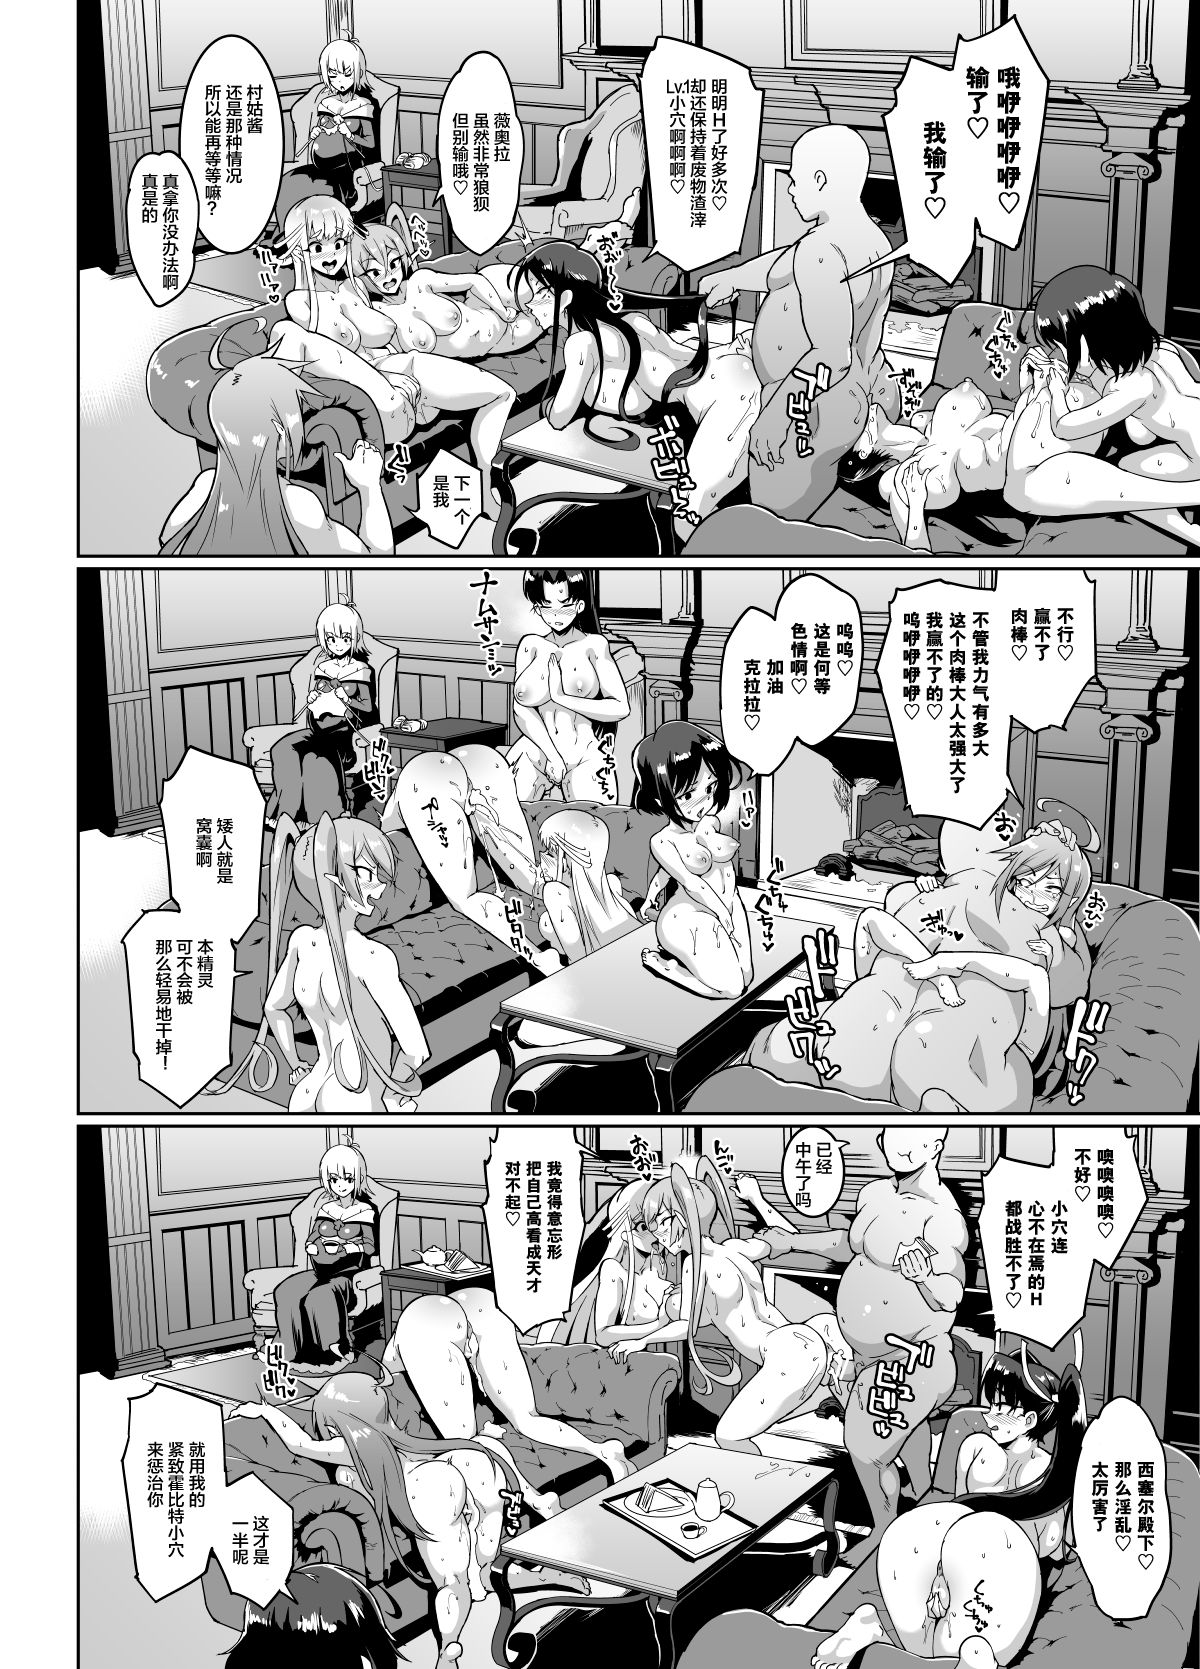 哦咿咿咿咿♡
输了♡
我输了♡
明明H了好多次♡
却还保持着废物渣滓
Lv.1小穴啊啊啊♡
薇奥拉
虽然非常狼狈
但别输哦♡
村姑酱
还是那种情况
所以能再等等嘛？
真拿你没办法啊
真是的
下一个
是我
不行♡
赢不了
肉棒♡
不管我力气有多大
这个肉棒大人太强大了
我赢不了的♡
呜咿咿咿咿♡
呜呜♡
这是何等
色情啊♡
加油
克拉拉♡
ナムサン…ミッ
矮人就是
窝囊啊
本精灵
可不会被
那么轻易地干掉！
噢噢噢噢♡
不好♡
小穴连
心不在焉的H
都战胜不了♡
已经
中午了吗
我竟得意忘形
把自己高看成天才
对不起♡
西塞尔殿下♡
那么淫乱♡
太厉害了
就用我的
紧致霍比特小穴
来惩治你
这才是
一半呢